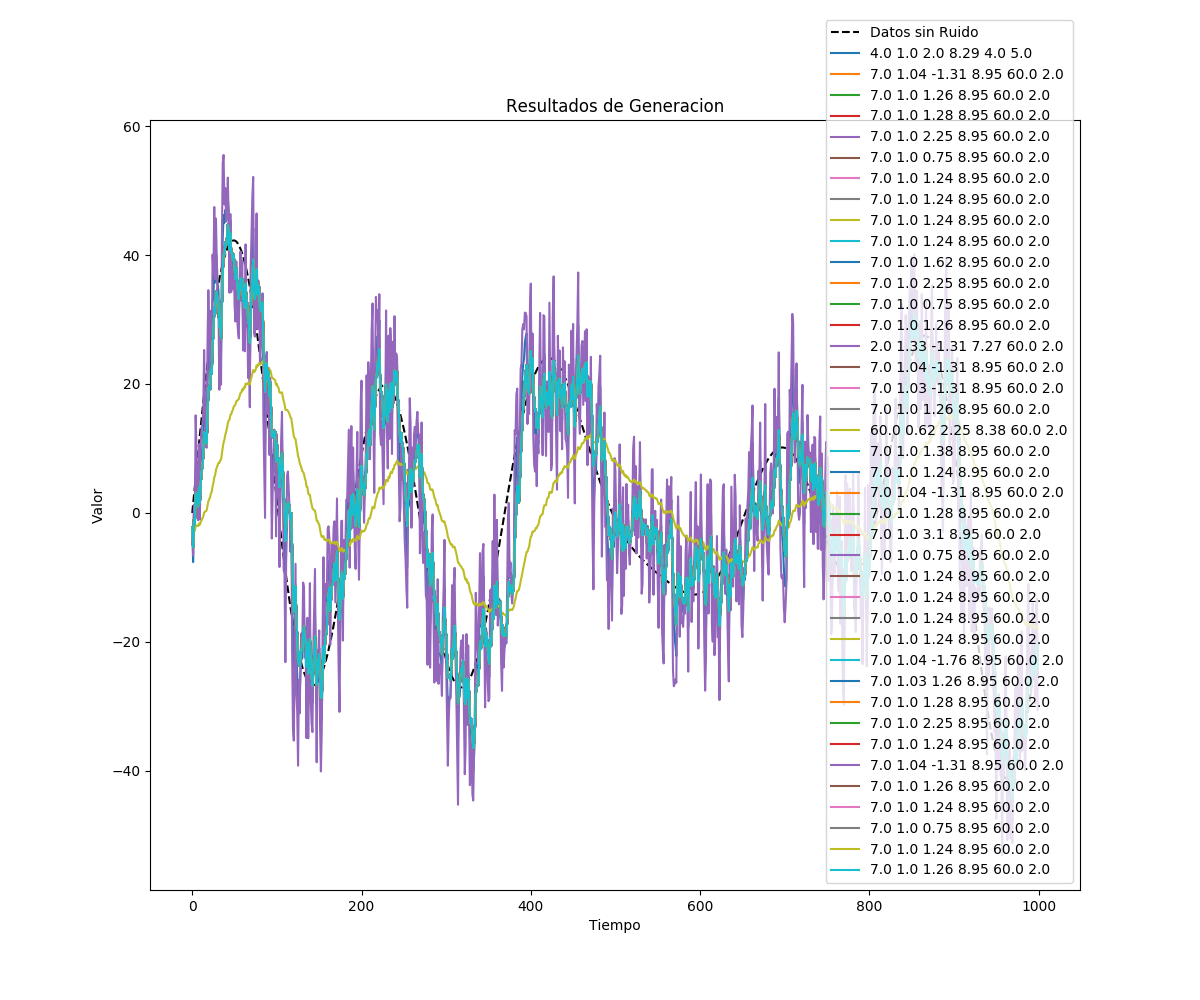 Datos sin Ruido
4.0 1.0 2.0 8.29 4.0 5.0
7.0 1.04 -1.31 8.95 60.0 2.0
7.0 1.0 1.26 8.95 60.0 2.0
7.0 1.0 1.28 8.95 60.0 2.0
7.0 1.0 2.25 8.95 60.0 2.0
7.0 1.0 0.75 8.95 60.0 2.0
7.0 1.0 1.24 8.95 60.0 2.0
7.0 1.0 1.24 8.95 60.0 2.0
7.0 1.0 1.24 8.95 60.0 2.0
7.0 1.0 1.24 8.95 60.0 2.0
7.0 1.0 1.62 8.95 60.0 2.0
7.0 1.0 2.25 8.95 60.0 2.0
7.0 1.0 0.75 8.95 60.0 2.0
7.0 1.0 1.26 8.95 60.0 2.0
2.0 1.33 -1.31 7.27 60.0 2.0
7.0 1.04 -1.31 8.95 60.0 2.0
7.0 1.03 -1.31 8.95 60.0 2.0
7.0 1.0 1.26 8.95 60.0 2.0
60.0 0.62 2.25 8.38 60.0 2.0
7.0 1.0 1.38 8.95 60.0 2.0
7.0 1.0 1.24 8.95 60.0 2.0
7.0 1.04 -1.31 8.95 60.0 2.0
7.0 1.0 1.28 8.95 60.0 2.0
7.0 1.0 3.1 8.95 60.0 2.0
7.0 1.0 0.75 8.95 60.0 2.0
7.0 1.0 1.24 8.95 60.0 2.0
7.0 1.0 1.24 8.95 60.0 2.0
7.0 1.0 1.24 8.95 60.0 2.0
7.0 1.0 1.24 8.95 60.0 2.0
7.0 1.04 -1.76 8.95 60.0 2.0
7.0 1.03 1.26 8.95 60.0 2.0
7.0 1.0 1.28 8.95 60.0 2.0
7.0 1.0 2.25 8.95 60.0 2.0
7.0 1.0 1.24 8.95 60.0 2.0
7.0 1.04 -1.31 8.95 60.0 2.0
7.0 1.0 1.26 8.95 60.0 2.0
7.0 1.0 1.24 8.95 60.0 2.0
7.0 1.0 0.75 8.95 60.0 2.0
7.0 1.0 1.24 8.95 60.0 2.0
7.0 1.0 1.26 8.95 60.0 2.0
Resultados de Generacion
60
40
20
0
−20
−40
Valor
0 200 400 600 800 1000
Tiempo